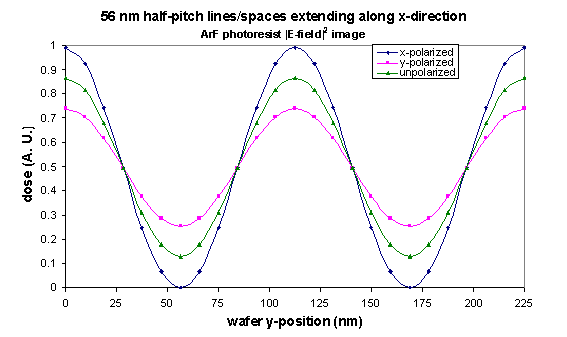 56 nm half-pitch lines/spaces extending along x-direction
ArF photoresist |E-field|² image
x-polarized
y-polarized
unpolarized
dose (A. U.)
1
0.9
0.8
0.7
0.6
0.5
0.4
0.3
0.2
0.1
0
0 25 50 75 100 125 150 175 200 225
wafer y-position (nm)